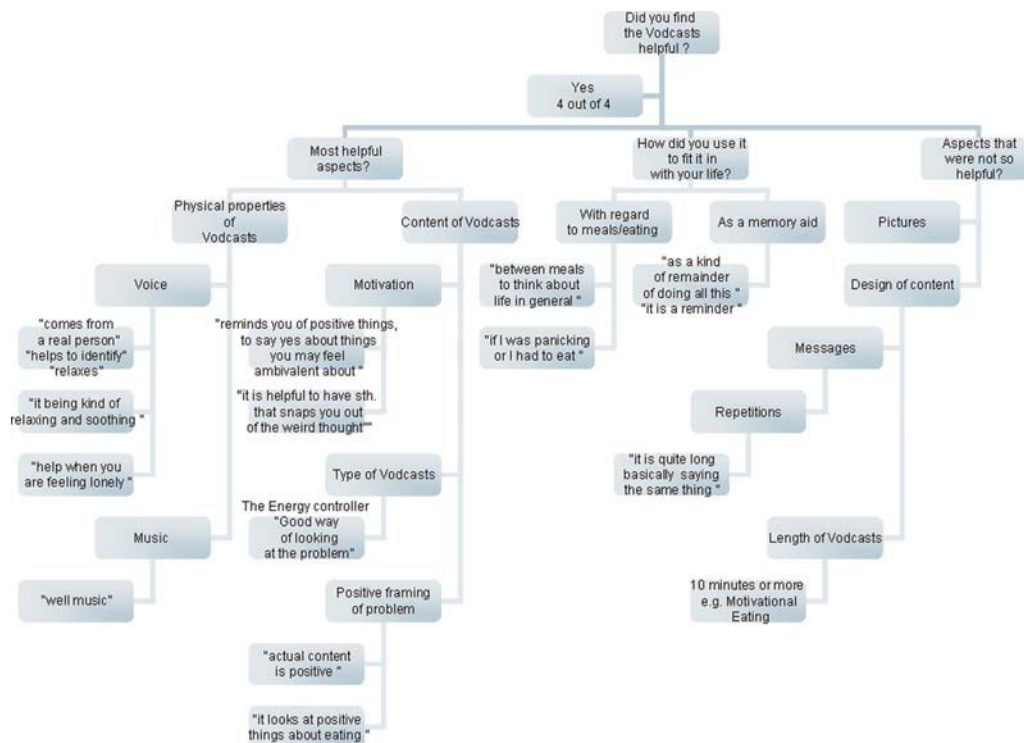 Did you find
the Vodcasts
helpful ?
Yes
4 out of 4
Most helpful
aspects?
How did you use it
to fit it in
with your life?
Aspects that
were not so
helpful?
Physical properties
of
Vodcasts
Content of Vodcasts
With regard
to meals/eating
As a memory aid
Pictures
Voice
Motivation
"between meals
to think about
life in general "
"as a kind
of remainder
of doing all this "
"it is a reminder "
Design of content
"comes from
a real person"
"helps to identify"
"relaxes"
"reminds you of positive things,
to say yes about things
you may feel
ambivalent about "
"if I was panicking
or I had to eat "
Messages
"it being kind of
relaxing and soothing "
"it is helpful to have sth.
that snaps you out
of the weird thought""
Repetitions
"help when you
are feeling lonely "
Type of Vodcasts
"it is quite long
basically saying
the same thing "
The Energy controller
"Good way
of looking
at the problem"
Music
Length of Vodcasts
"well music"
Positive framing
of problem
10 minutes or more
e.g. Motivational
Eating
"actual content
is positive "
"it looks at positive
things about eating "